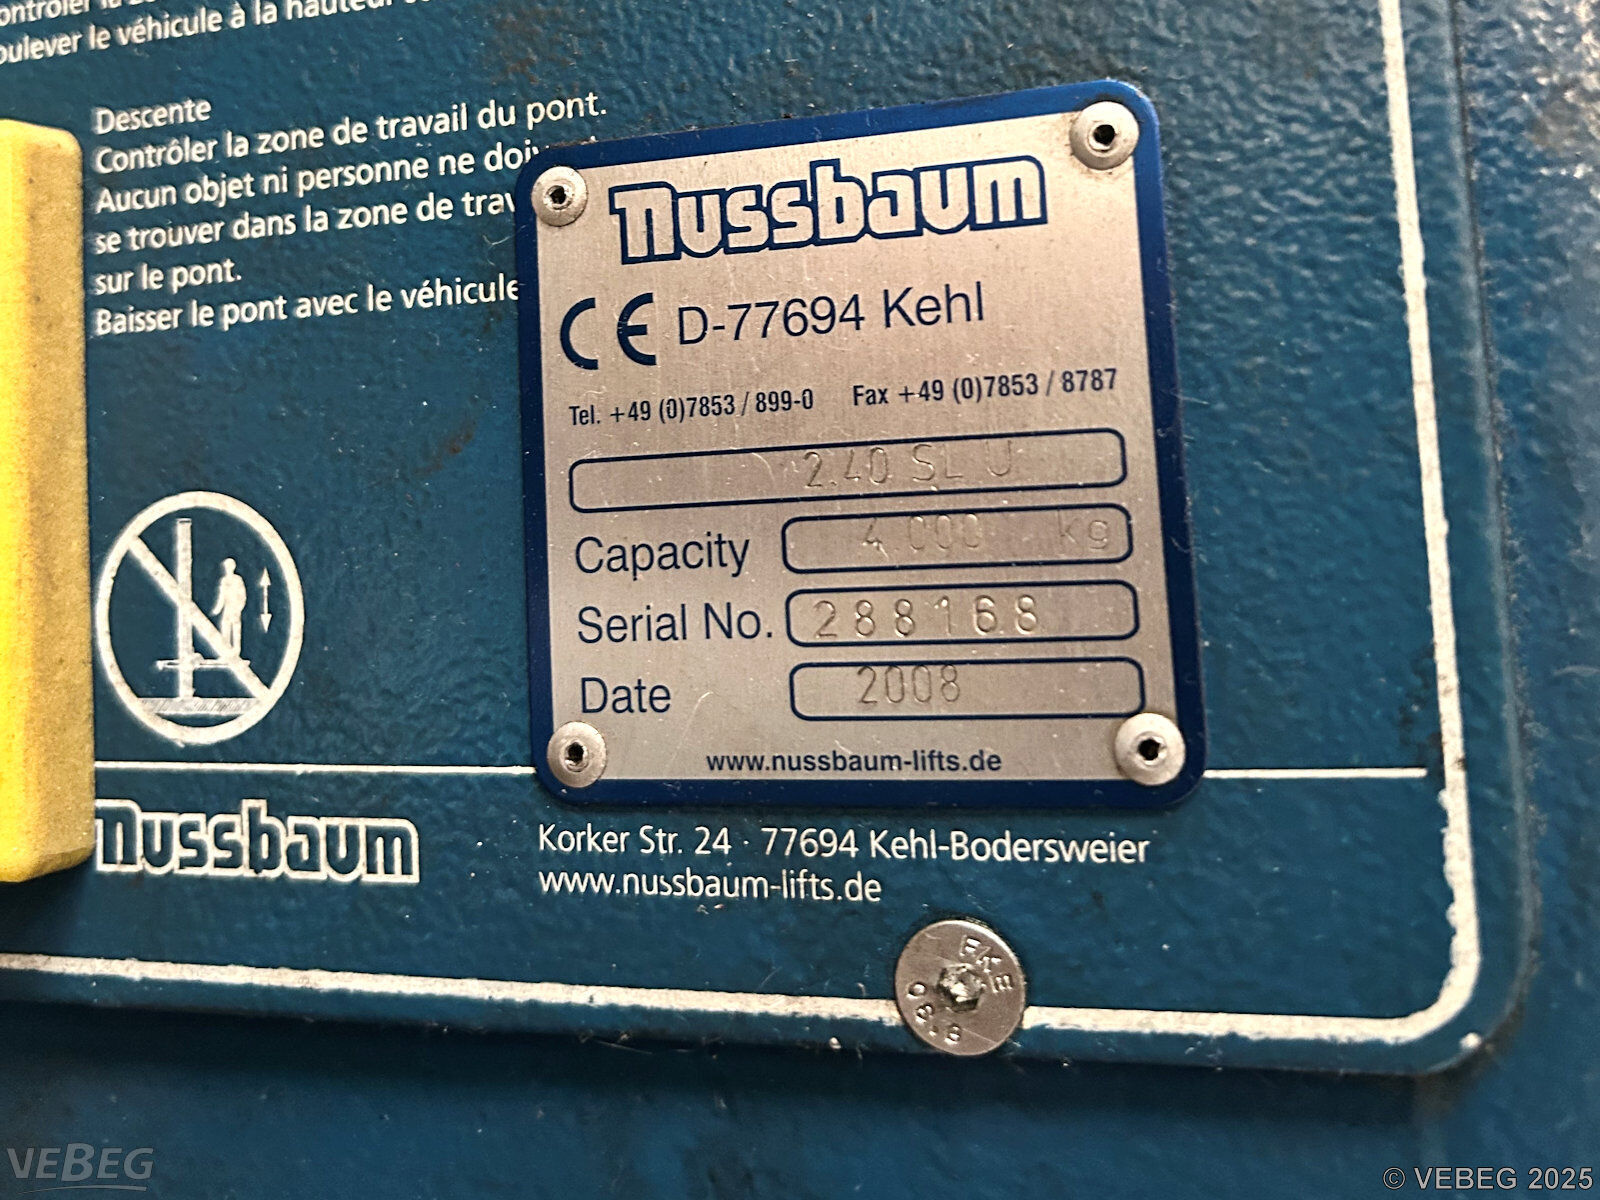 oulever le véhicule à la hauteur
Descente
Contrôler la zone de travail du pont.
Aucun objet ni personne ne doiv
se trouver dans la zone de trav
sur le pont.
Baisser le pont avec le véhicule
Nussbaum
CE D-77694 Kehl
Tel. +49 (0)7853 / 899-0 Fax +49 (0)7853 / 8787
2.40 SL U
Capacity 4.000 kg
Serial No. 288168
Date 2008
www.nussbaum-lifts.de
Nussbaum
Korker Str. 24 · 77694 Kehl-Bodersweier
www.nussbaum-lifts.de
08.8
VEBEG
© VEBEG 2025